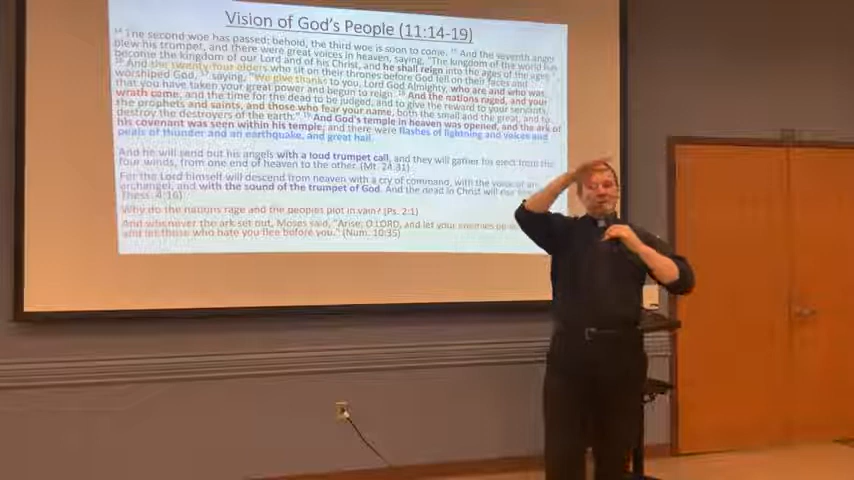 Vision of God's People (11:14-19)
14 The second woe has passed; behold, the third woe is soon to come. 15 And the seventh angel
blew his trumpet, and there were great voices in heaven, saying, "The kingdom of the world has
become the kingdom of our Lord and of his Christ, and he shall reign into the ages of the ages."
16 And the twenty-four elders who sit on their thrones before God fell on their faces and
worshiped God, 17 saying, "We give thanks to you, Lord God Almighty, who are and who was,
that you have taken your great power and begun to reign. 18 And the nations raged, and your
wrath come, and the time for the dead to be judged, and to give the reward to your servants,
the prophets and saints, and those who fear your name, both the small and the great, and to
destroy the destroyers of the earth." 19 And God's temple in heaven was opened, and the ark of
his covenant was seen within his temple; and there were flashes of lightning and voices and
peals of thunder and an earthquake, and great hail.
And he will send out his angels with a loud trumpet call, and they will gather his elect from the
four winds, from one end of heaven to the other. (Mt. 24:31)
For the Lord himself will descend from heaven with a cry of command, with the voice of an
archangel, and with the sound of the trumpet of God. And the dead in Christ will rise
Thess. 4:16)
Why do the nations rage and the peoples plot in vain? (Ps. 2:1)
And whenever the ark set out, Moses said, "Arise, O LORD, and let your enemies be
and let those who hate you flee before you." (Num. 10:35)